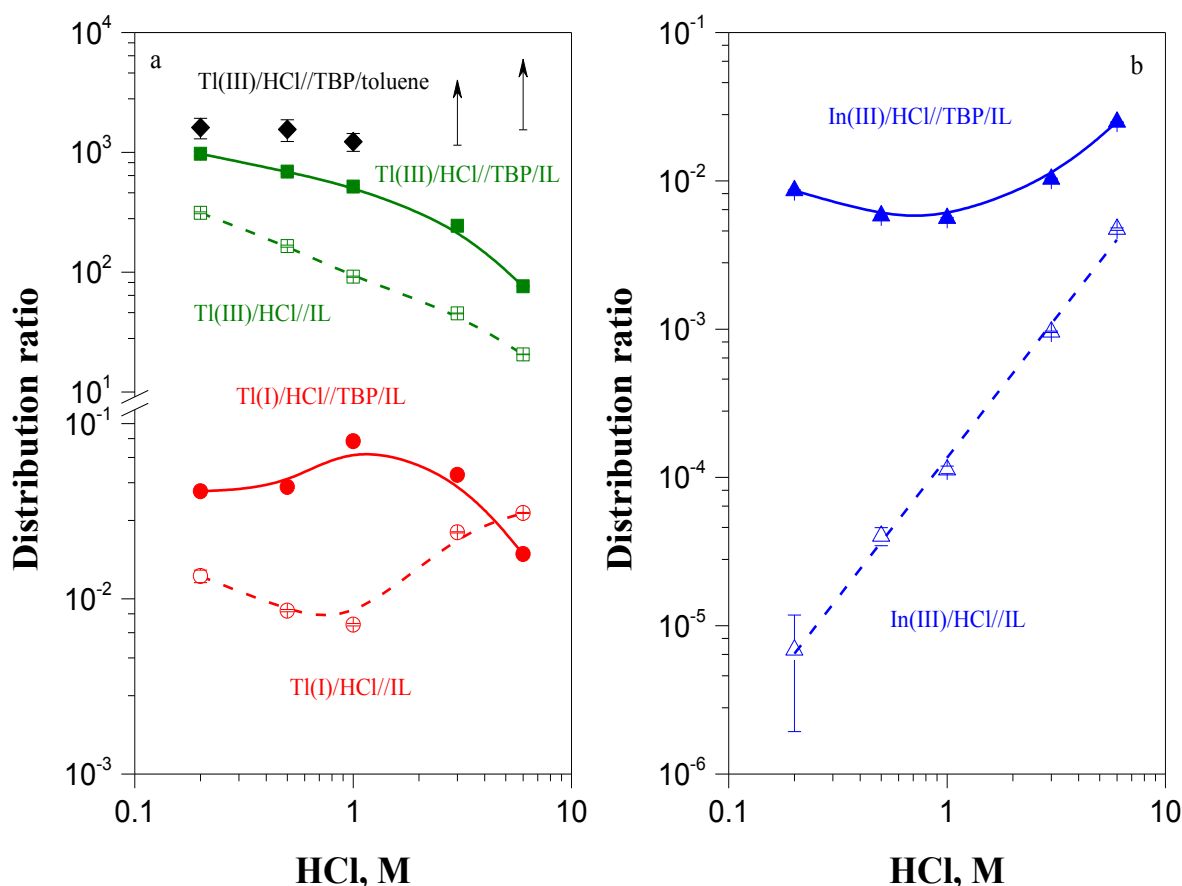 a
10^4
Tl(III)/HCl//TBP/toluene
10^3
Tl(III)/HCl//TBP/IL
10^2
Tl(III)/HCl//IL
10^1
Tl(I)/HCl//TBP/IL
10^-1
10^-2
Tl(I)/HCl//IL
10^-3
0.1 1 10
HCl, M
Distribution ratio
b
10^-1
In(III)/HCl//TBP/IL
10^-2
10^-3
10^-4
10^-5
In(III)/HCl//IL
10^-6
0.1 1 10
HCl, M
Distribution ratio